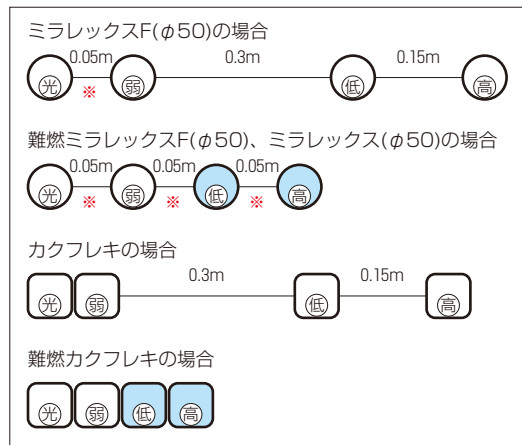 ミラレックスF(φ50)の場合
0.05m 0.3m 0.15m
光 ※ 弱 低 高
難燃ミラレックスF(φ50)、ミラレックス(φ50)の場合
0.05m 0.05m 0.05m
光 ※ 弱 ※ 低 ※ 高
カクフレキの場合
0.3m 0.15m
光 弱 低 高
難燃カクフレキの場合
光 弱 低 高